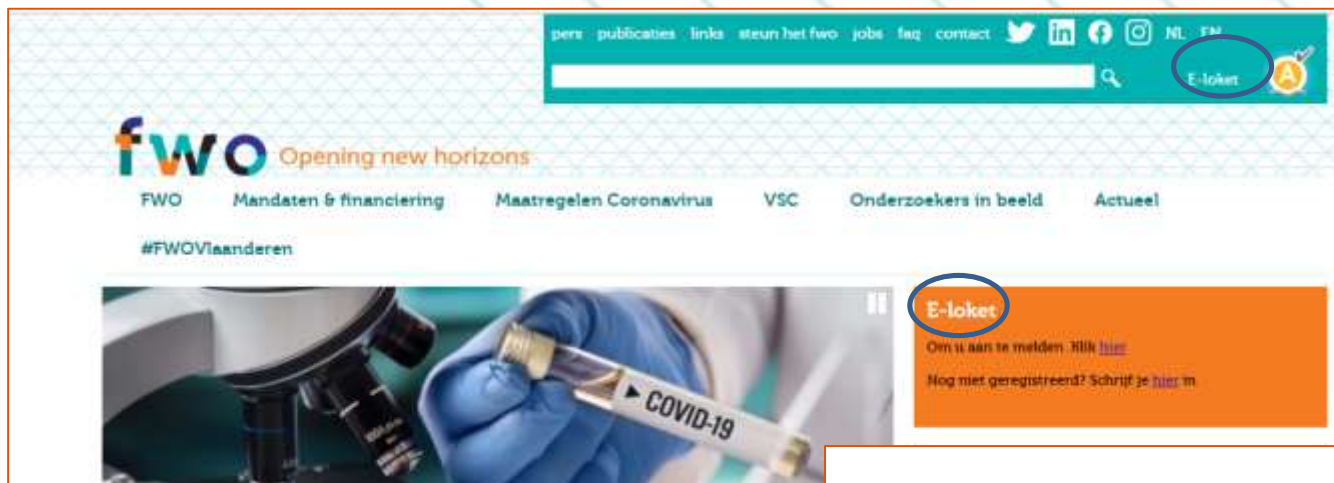 pers publicaties links steun het fwo jobs faq contact NL EN
E-loket A
fwo Opening new horizons
FWO Mandaten & financiering Maatregelen Coronavirus VSC Onderzoekers in beeld Actueel
#FWOVlaanderen
E-loket
Om u aan te melden. Klik hier
Nog niet geregistreerd? Schrijf je hier in
COVID-19